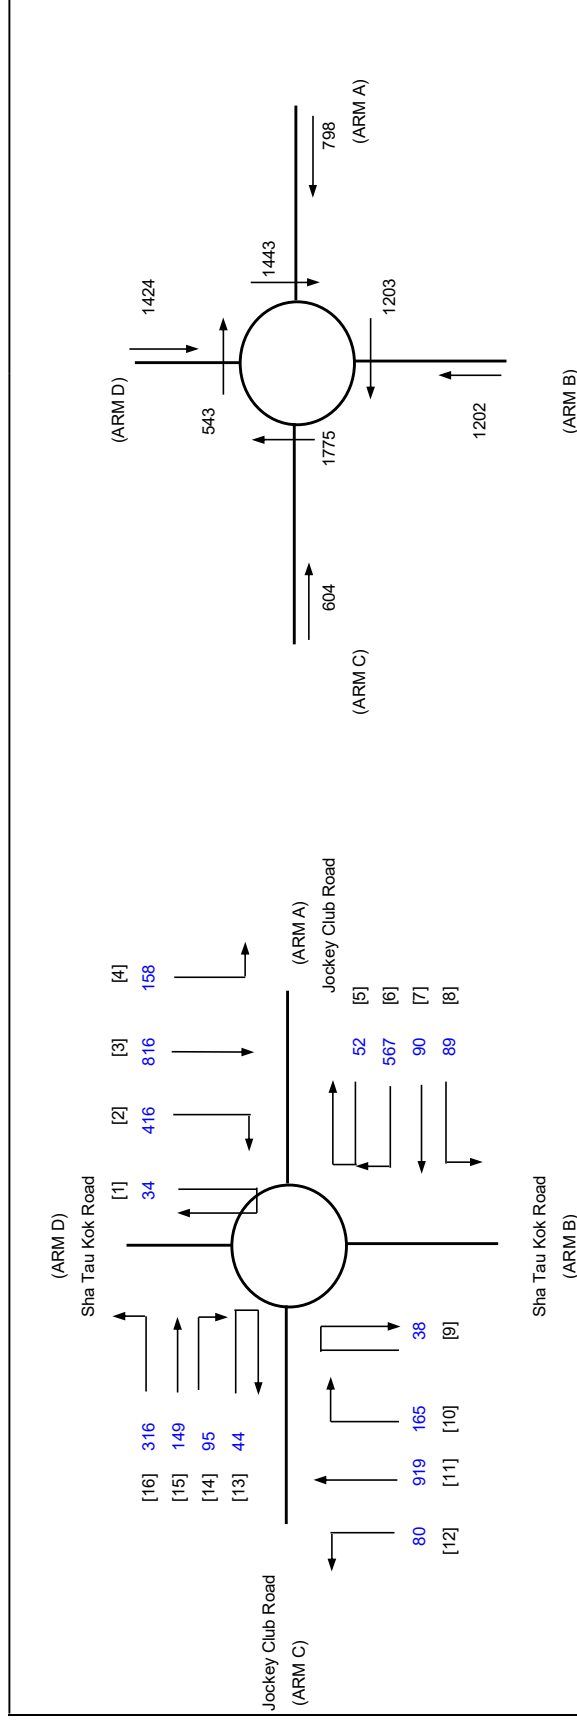 (ARM D)
Sha Tau Kok Road
[1] [2] [3] [4]
34 416 816 158
[16] 316
[15] 149
[14] 95
[13] 44
Jockey Club Road
(ARM C)
(ARM A)
Jockey Club Road
52 [5]
567 [6]
90 [7]
89 [8]
80 919 165 38
[12] [11] [10] [9]
Sha Tau Kok Road
(ARM B)
(ARM D)
1424
543
1443
798
(ARM A)
1775
604
(ARM C)
1203
1202
(ARM B)